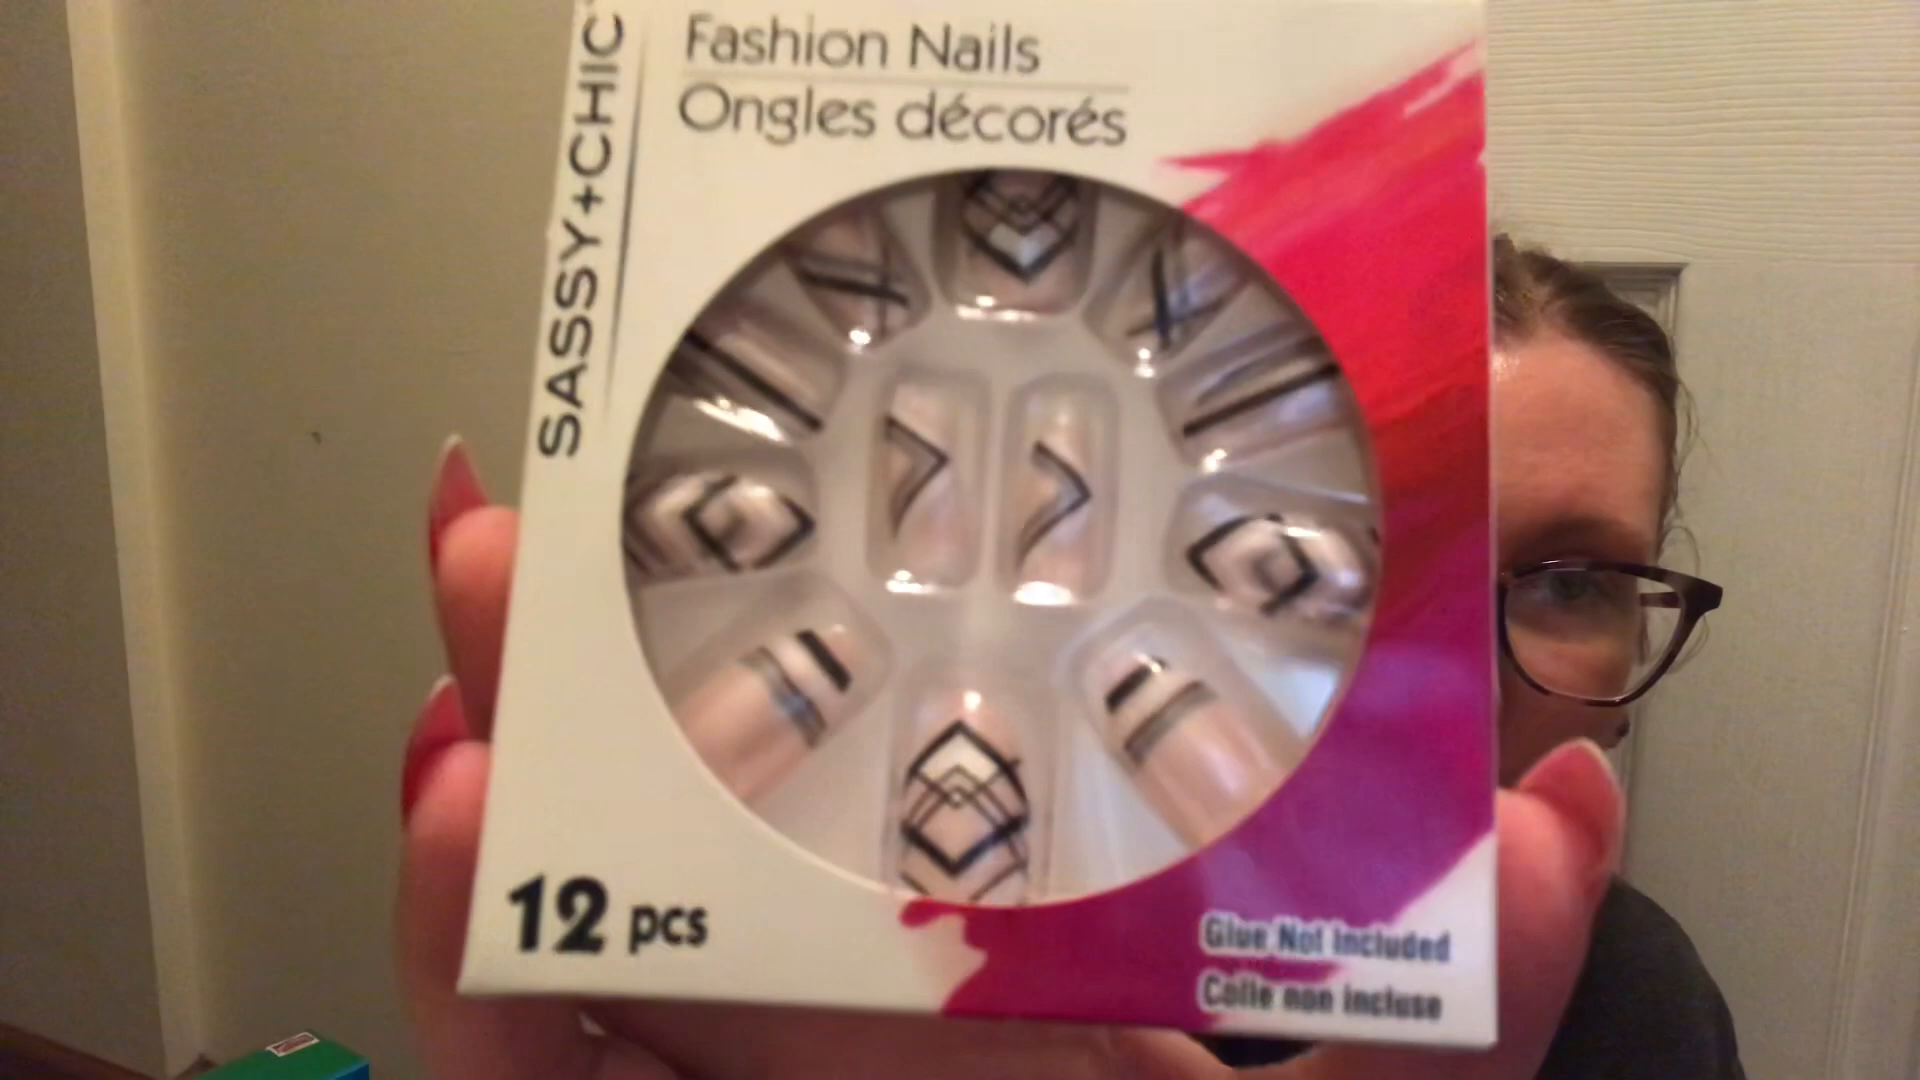 SASSY+CHIC
Fashion Nails
Ongles décorés
12 pcs
Glue Not Included
Colle non incluse